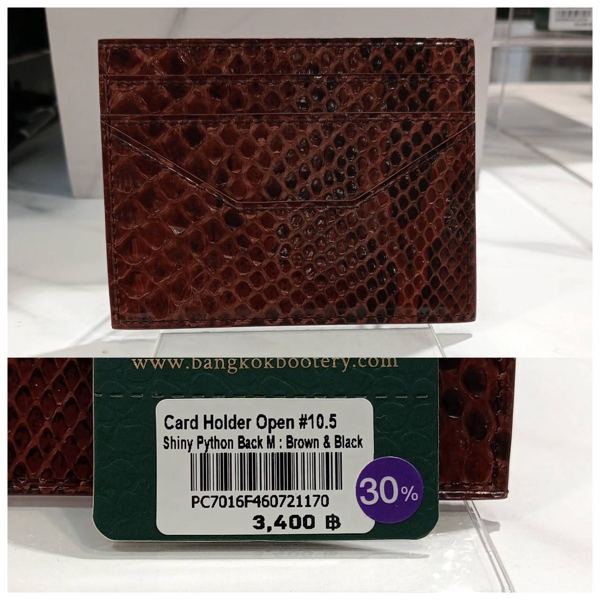 www.bangkokbootery.com
Card Holder Open #10.5
Shiny Python Back M : Brown & Black
PC7016F460721170
3,400 ฿
30%